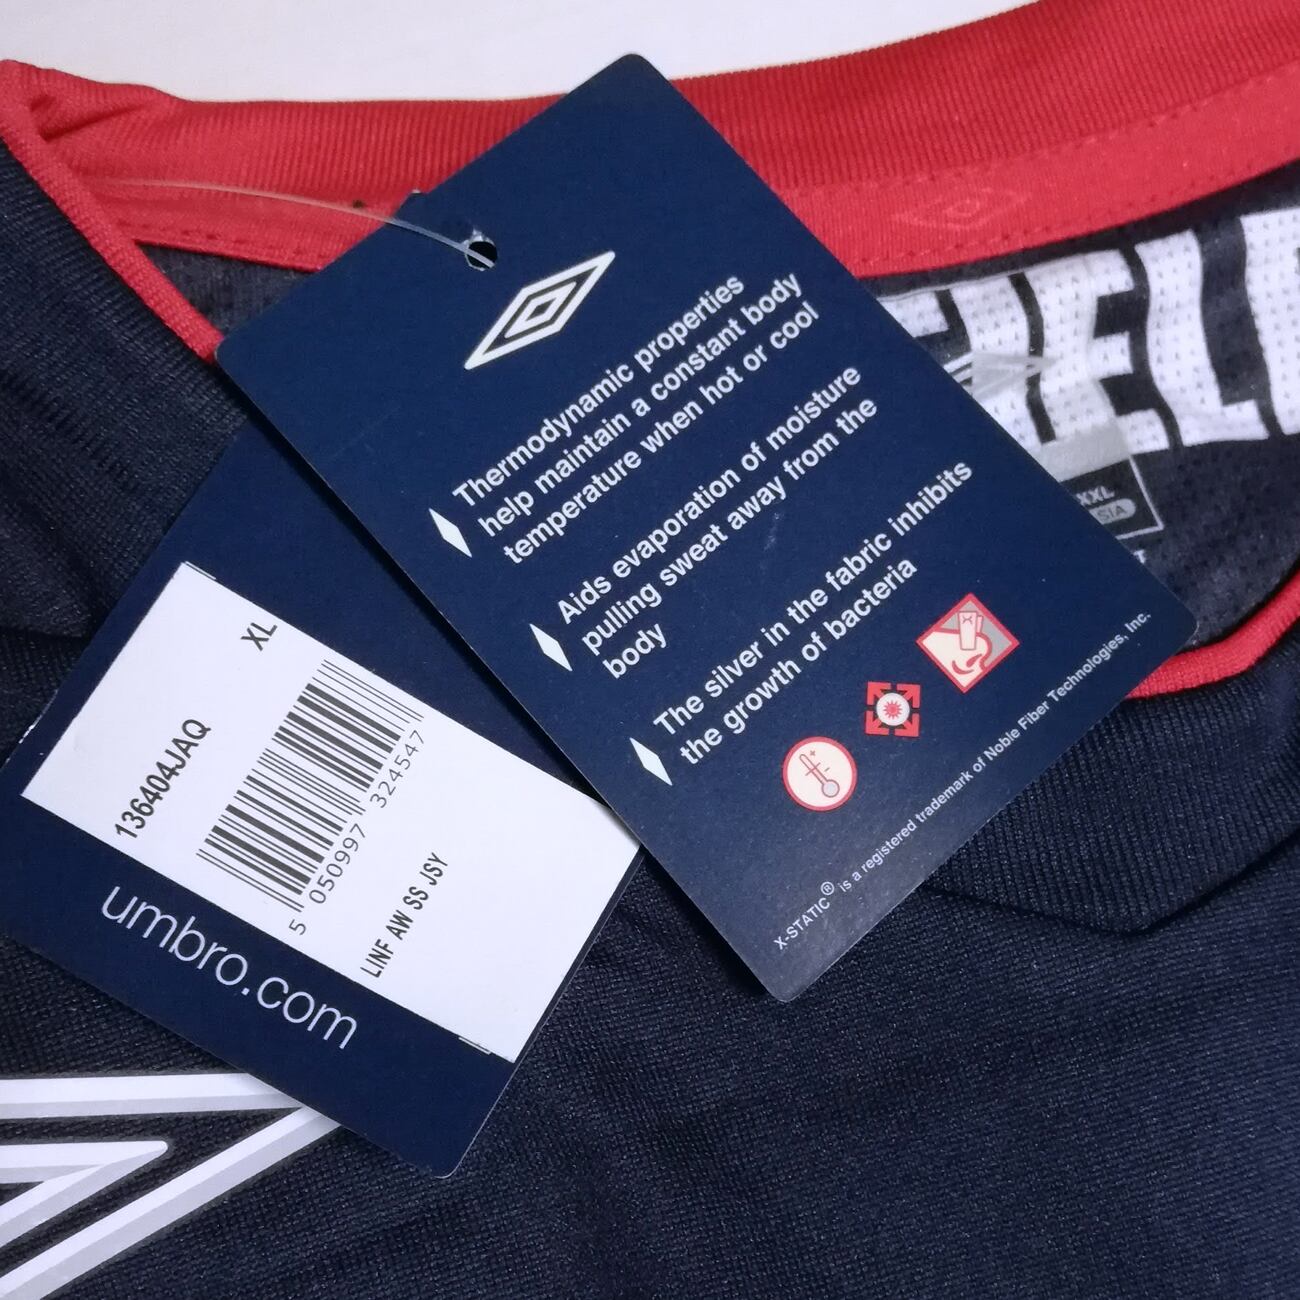 Thermodynamic properties
help maintain a constant body
temperature when hot or cool
Aids evaporation of moisture
pulling sweat away from the
body
The silver in the fabric inhibits
the growth of bacteria
X-STATIC® is a registered trademark of Noble Fiber Technologies, Inc.
XL
136404JAQ
5 050997 324547
LINF AW SS JSY
umbro.com
XXL
SIA